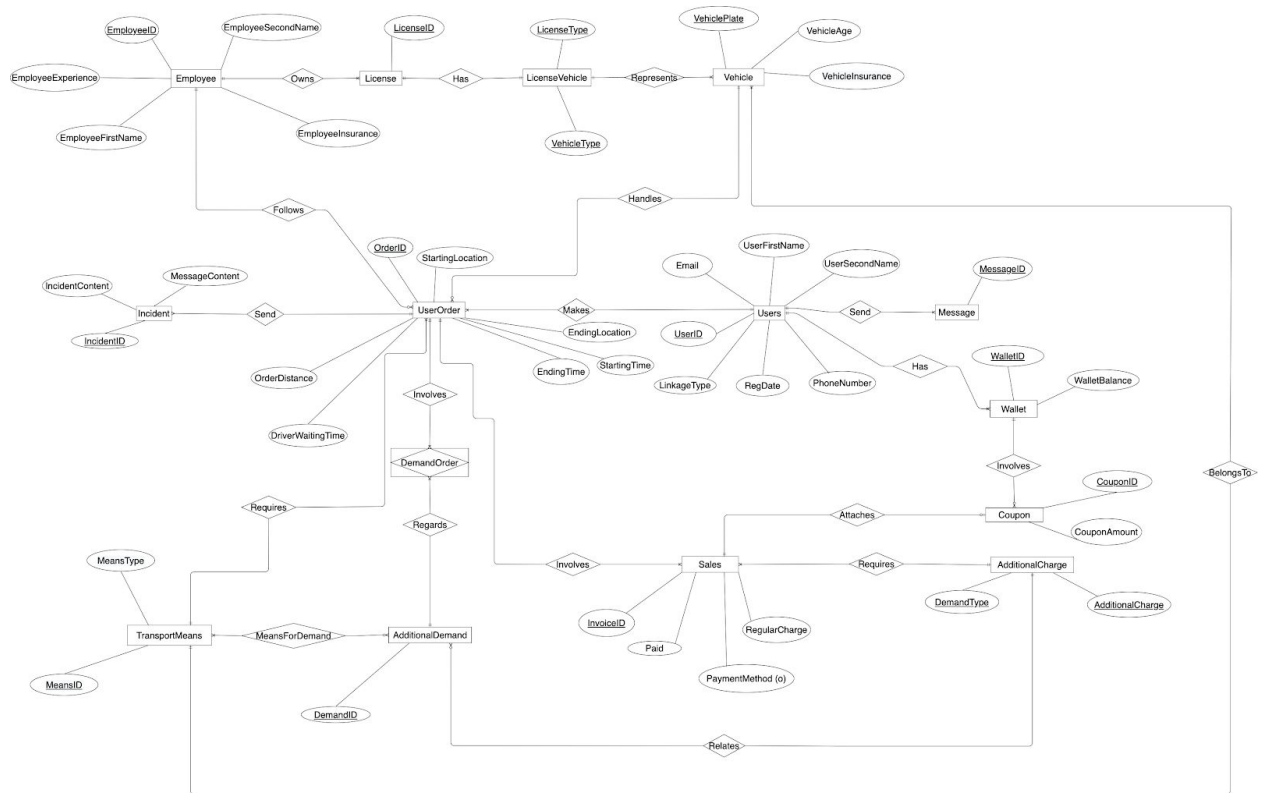 EmployeeID
EmployeeSecondName
LicenseID
LicenseType
VehiclePlate
VehicleAge
EmployeeExperience
Employee
Owns
License
Has
LicenseVehicle
Represents
Vehicle
VehicleInsurance
EmployeeFirstName
EmployeeInsurance
VehicleType
Follows
Handles
OrderID
StartingLocation
UserFirstName
Email
UserSecondName
MessageID
IncidentContent
MessageContent
Incident
Send
UserOrder
Makes
Users
Send
Message
IncidentID
EndingLocation
UserID
OrderDistance
EndingTime
StartingTime
LinkageType
RegDate
PhoneNumber
Has
WalletID
WalletBalance
Wallet
Involves
DriverWaitingTime
DemandOrder
Involves
BelongsTo
CouponID
Requires
Regards
Attaches
Coupon
CouponAmount
MeansType
Involves
Sales
Requires
AdditionalCharge
DemandType
AdditionalCharge
InvoiceID
RegularCharge
Paid
TransportMeans
MeansForDemand
AdditionalDemand
PaymentMethod (o)
MeansID
DemandID
Relates